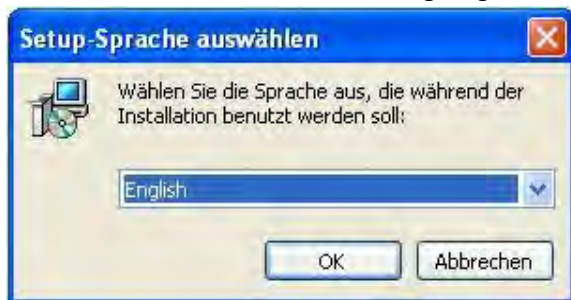 Setup-Sprache auswählen
Wählen Sie die Sprache aus, die während der
Installation benutzt werden soll:
English
OK
Abbrechen